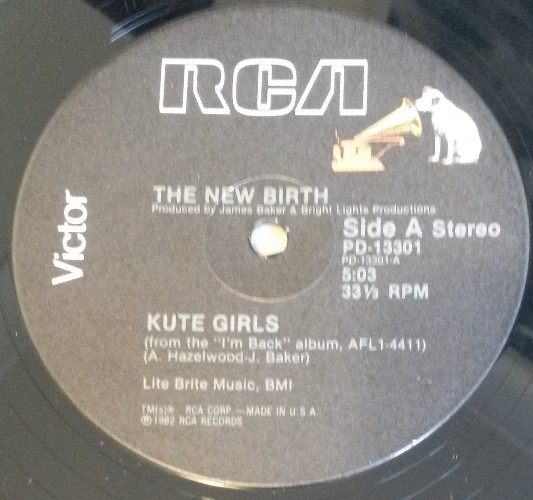 RCA
Victor
THE NEW BIRTH
Produced by James Baker & Bright Lights Productions
Side A Stereo
PD-13301
PD-13301-A
5:03
33⅓ RPM
KUTE GIRLS
(from the "I'm Back" album, AFL1-4411)
(A. Hazelwood-J. Baker)
Lite Brite Music, BMI
TM(s)® RCA CORP.—MADE IN U.S.A.
℗1982 RCA RECORDS